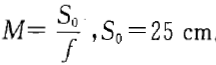 M = S₀/f , S₀ = 25 cm.